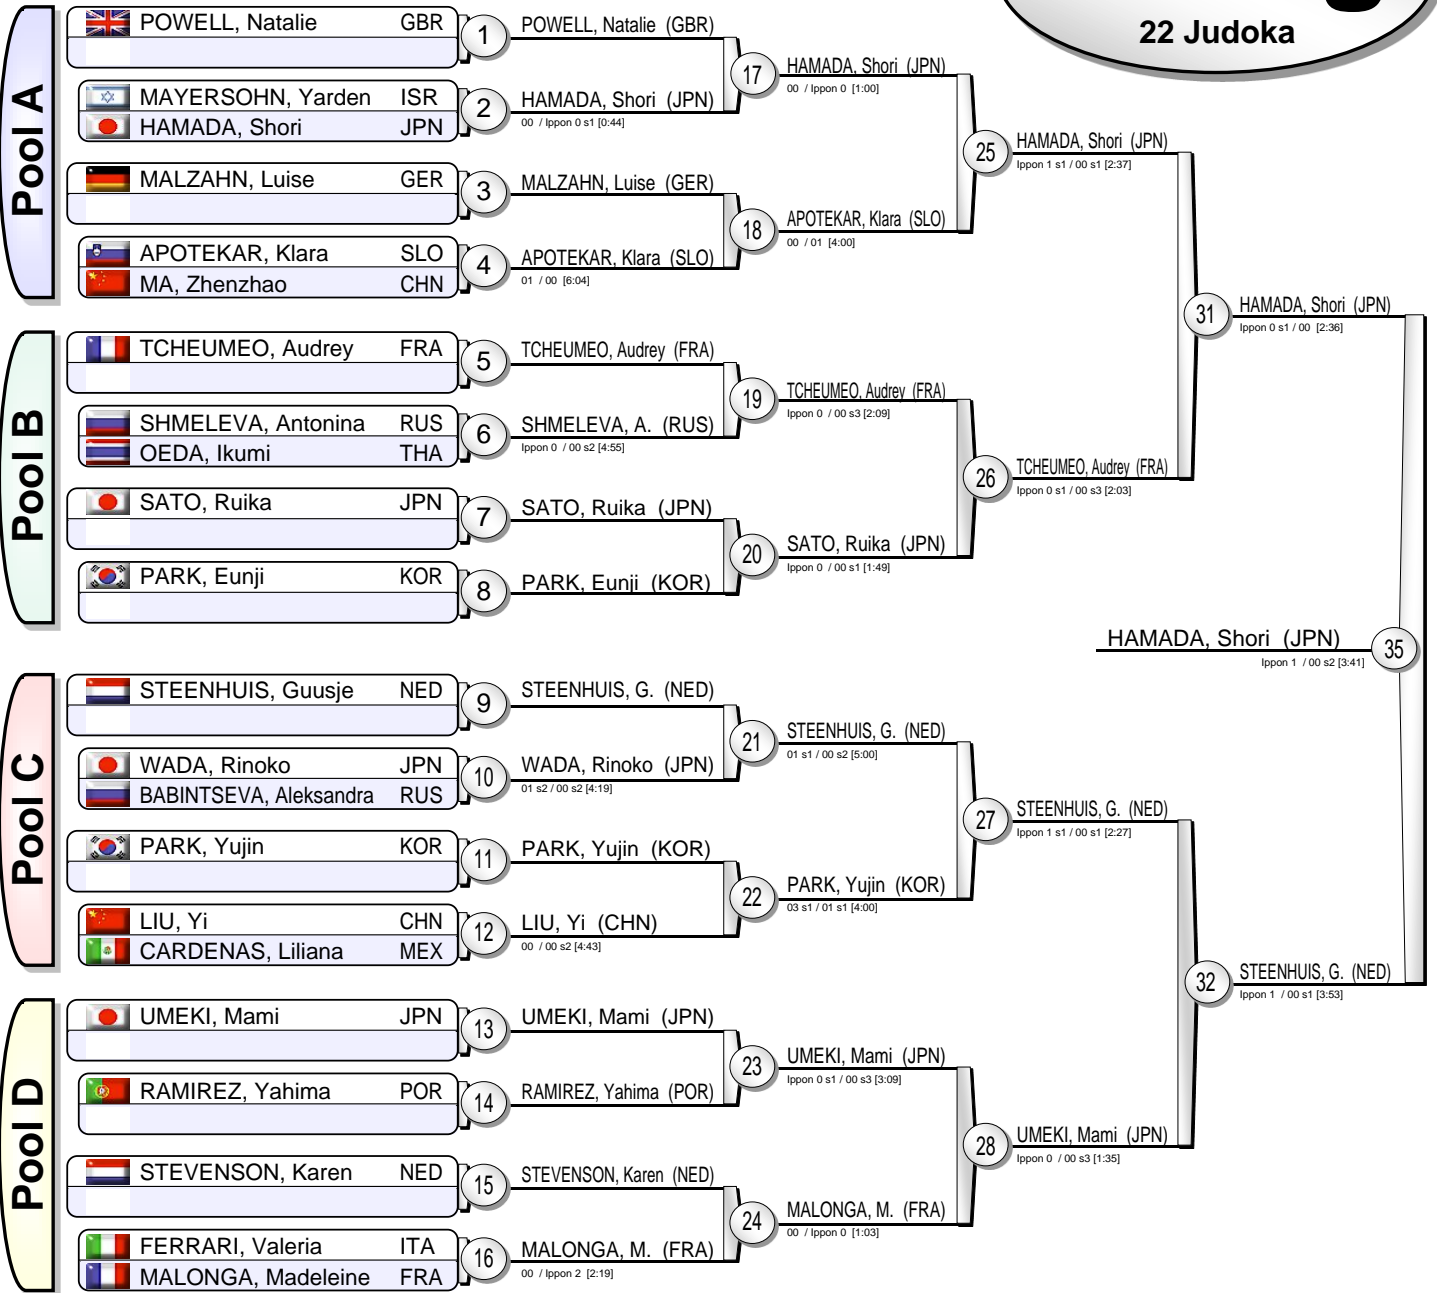 22 Judoka
Pool A
POWELL, Natalie GBR
1
POWELL, Natalie (GBR)
MAYERSOHN, Yarden ISR
HAMADA, Shori JPN
2
HAMADA, Shori (JPN)
00 / Ippon 0 s1 [0:44]
17
HAMADA, Shori (JPN)
00 / Ippon 0 [1:00]
MALZAHN, Luise GER
3
MALZAHN, Luise (GER)
APOTEKAR, Klara SLO
MA, Zhenzhao CHN
4
APOTEKAR, Klara (SLO)
01 / 00 [6:04]
18
APOTEKAR, Klara (SLO)
00 / 01 [4:00]
25
HAMADA, Shori (JPN)
Ippon 1 s1 / 00 s1 [2:37]
Pool B
TCHEUMEO, Audrey FRA
5
TCHEUMEO, Audrey (FRA)
SHMELEVA, Antonina RUS
OEDA, Ikumi THA
6
SHMELEVA, A. (RUS)
Ippon 0 / 00 s2 [4:55]
19
TCHEUMEO, Audrey (FRA)
Ippon 0 / 00 s3 [2:09]
SATO, Ruika JPN
7
SATO, Ruika (JPN)
PARK, Eunji KOR
8
PARK, Eunji (KOR)
20
SATO, Ruika (JPN)
Ippon 0 / 00 s1 [1:49]
26
TCHEUMEO, Audrey (FRA)
Ippon 0 s1 / 00 s3 [2:03]
31
HAMADA, Shori (JPN)
Ippon 0 s1 / 00 [2:36]
HAMADA, Shori (JPN)
Ippon 1 / 00 s2 [3:41]
35
Pool C
STEENHUIS, Guusje NED
9
STEENHUIS, G. (NED)
WADA, Rinoko JPN
BABINTSEVA, Aleksandra RUS
10
WADA, Rinoko (JPN)
01 s2 / 00 s2 [4:19]
21
STEENHUIS, G. (NED)
01 s1 / 00 s2 [5:00]
PARK, Yujin KOR
11
PARK, Yujin (KOR)
LIU, Yi CHN
CARDENAS, Liliana MEX
12
LIU, Yi (CHN)
00 / 00 s2 [4:43]
22
PARK, Yujin (KOR)
03 s1 / 01 s1 [4:00]
27
STEENHUIS, G. (NED)
Ippon 1 s1 / 00 s1 [2:27]
Pool D
UMEKI, Mami JPN
13
UMEKI, Mami (JPN)
RAMIREZ, Yahima POR
14
RAMIREZ, Yahima (POR)
23
UMEKI, Mami (JPN)
Ippon 0 s1 / 00 s3 [3:09]
STEVENSON, Karen NED
15
STEVENSON, Karen (NED)
FERRARI, Valeria ITA
MALONGA, Madeleine FRA
16
MALONGA, M. (FRA)
00 / Ippon 2 [2:19]
24
MALONGA, M. (FRA)
00 / Ippon 0 [1:03]
28
UMEKI, Mami (JPN)
Ippon 0 / 00 s3 [1:35]
32
STEENHUIS, G. (NED)
Ippon 1 / 00 s1 [3:53]